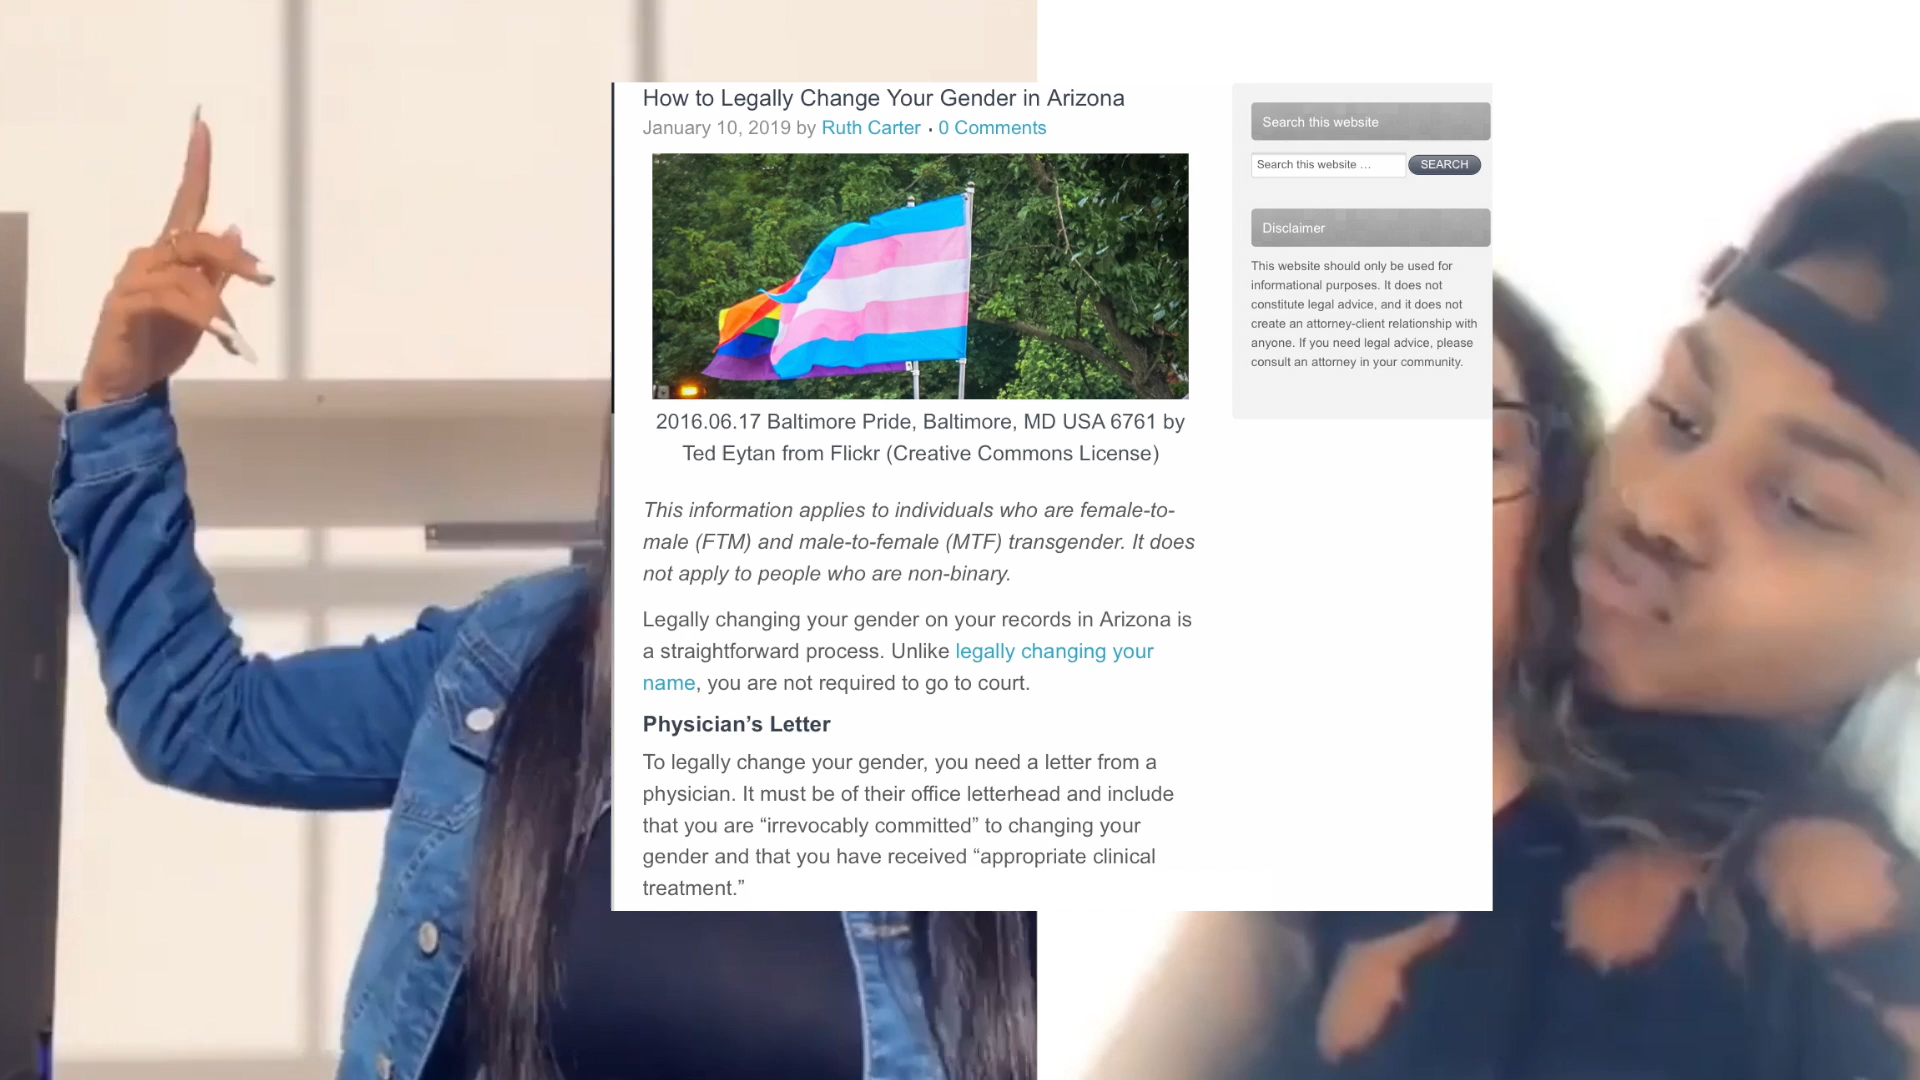 How to Legally Change Your Gender in Arizona
January 10, 2019 by Ruth Carter · 0 Comments
2016.06.17 Baltimore Pride, Baltimore, MD USA 6761 by
Ted Eytan from Flickr (Creative Commons License)
This information applies to individuals who are female-to-
male (FTM) and male-to-female (MTF) transgender. It does
not apply to people who are non-binary.
Legally changing your gender on your records in Arizona is
a straightforward process. Unlike legally changing your
name, you are not required to go to court.
Physician’s Letter
To legally change your gender, you need a letter from a
physician. It must be of their office letterhead and include
that you are “irrevocably committed” to changing your
gender and that you have received “appropriate clinical
treatment.”
Search this website
Search this website ...
SEARCH
Disclaimer
This website should only be used for
informational purposes. It does not
constitute legal advice, and it does not
create an attorney-client relationship with
anyone. If you need legal advice, please
consult an attorney in your community.